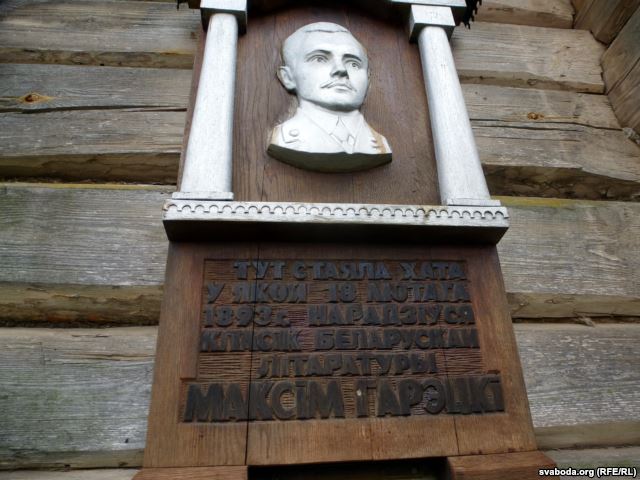 ТУТ СТАЯЛА ХАТА
У ЯКОЙ 18 ЛЮТАГА
1893г. НАРАДЗІЎСЯ
КЛАСІК БЕЛАРУСКАЙ
ЛІТАРАТУРЫ
МАКСІМ ГАРЭЦКІ
svaboda.org (RFE/RL)